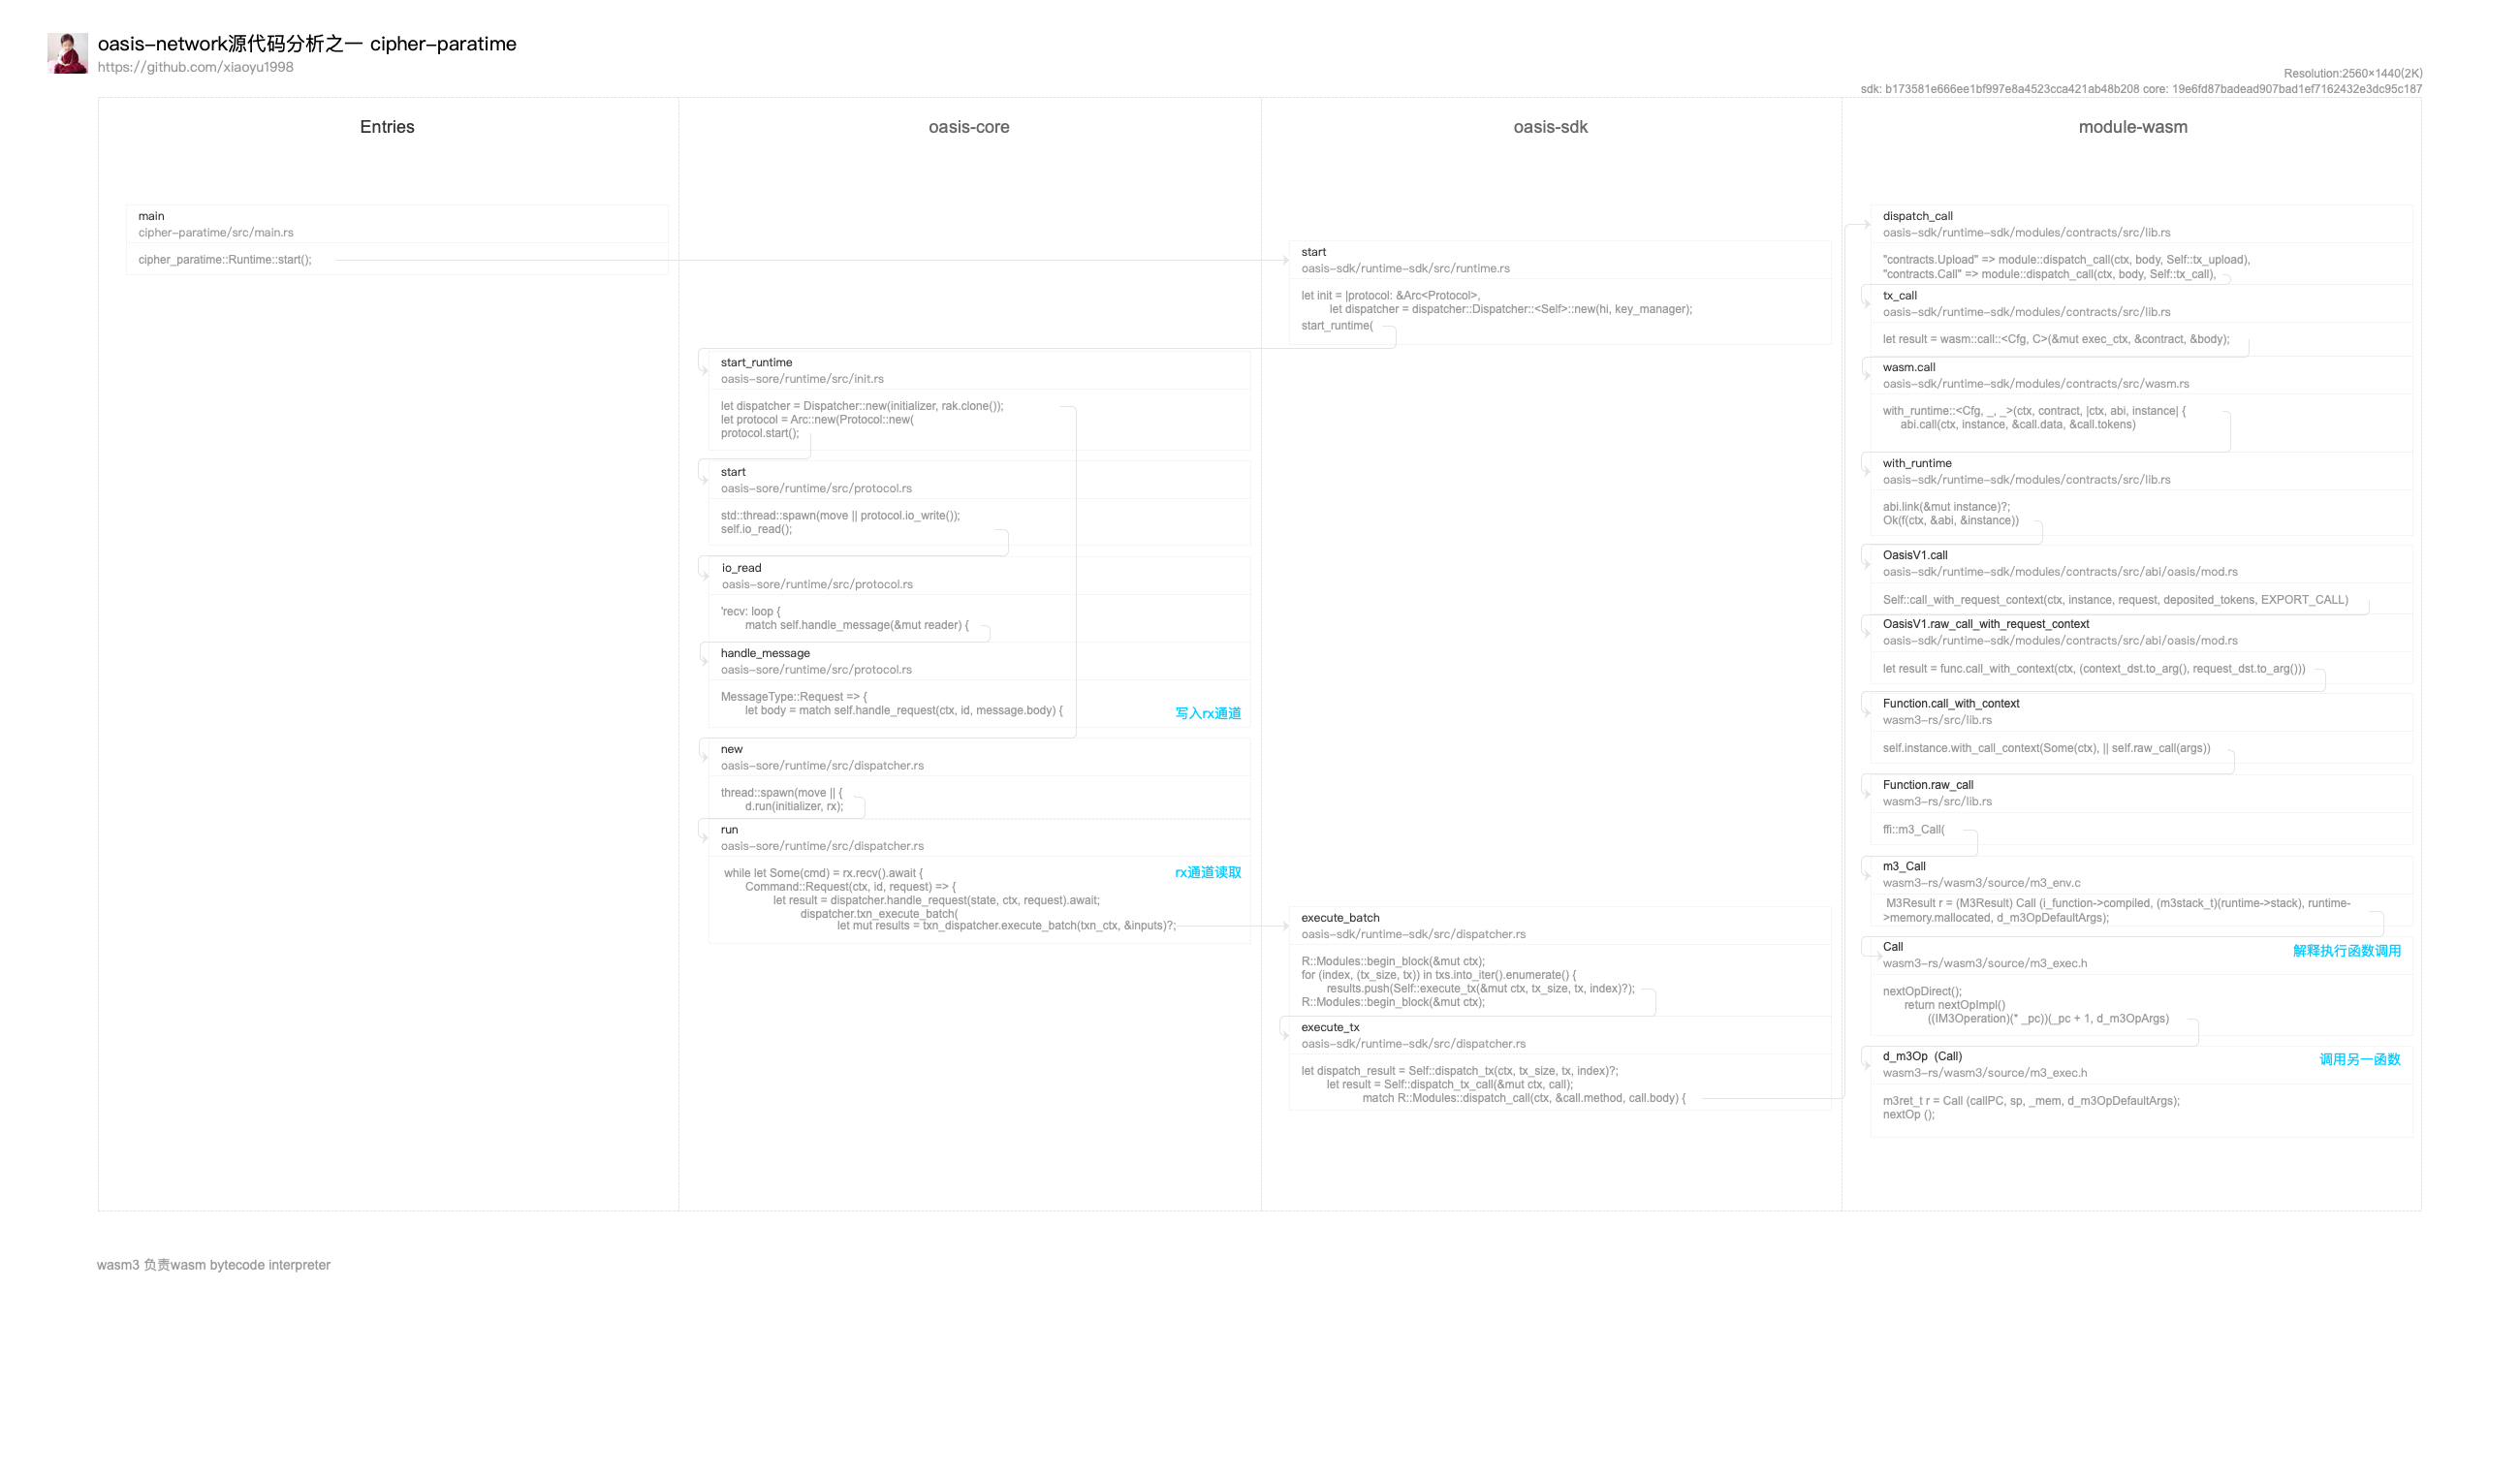 oasis-network源代码分析之一 cipher-paratime
https://github.com/xiaoyu1998
Resolution:2560×1440(2K)
sdk: b173581e666ee1bf997e8a4523cca421ab48b208 core: 19e6fd87badead907bad1ef7162432e3dc95c187
Entries
main
cipher-paratime/src/main.rs
cipher_paratime::Runtime::start();
oasis-core
start_runtime
oasis-sore/runtime/src/init.rs
let dispatcher = Dispatcher::new(initializer, rak.clone());
let protocol = Arc::new(Protocol::new(
protocol.start();
start
oasis-sore/runtime/src/protocol.rs
std::thread::spawn(move || protocol.io_write());
self.io_read();
io_read
oasis-sore/runtime/src/protocol.rs
'recv: loop {
match self.handle_message(&mut reader) {
handle_message
oasis-sore/runtime/src/protocol.rs
MessageType::Request => {
let body = match self.handle_request(ctx, id, message.body) {
写入rx通道
new
oasis-sore/runtime/src/dispatcher.rs
thread::spawn(move || {
d.run(initializer, rx);
run
oasis-sore/runtime/src/dispatcher.rs
rx通道读取
while let Some(cmd) = rx.recv().await {
Command::Request(ctx, id, request) => {
let result = dispatcher.handle_request(state, ctx, request).await;
dispatcher.txn_execute_batch(
let mut results = txn_dispatcher.execute_batch(txn_ctx, &inputs)?;
oasis-sdk
start
oasis-sdk/runtime-sdk/src/runtime.rs
let init = |protocol: &Arc<Protocol>,
let dispatcher = dispatcher::Dispatcher::<Self>::new(hi, key_manager);
start_runtime(
execute_batch
oasis-sdk/runtime-sdk/src/dispatcher.rs
R::Modules::begin_block(&mut ctx);
for (index, (tx_size, tx)) in txs.into_iter().enumerate() {
results.push(Self::execute_tx(&mut ctx, tx_size, tx, index)?);
R::Modules::begin_block(&mut ctx);
execute_tx
oasis-sdk/runtime-sdk/src/dispatcher.rs
let dispatch_result = Self::dispatch_tx(ctx, tx_size, tx, index)?;
let result = Self::dispatch_tx_call(&mut ctx, call);
match R::Modules::dispatch_call(ctx, &call.method, call.body) {
module-wasm
dispatch_call
oasis-sdk/runtime-sdk/modules/contracts/src/lib.rs
"contracts.Upload" => module::dispatch_call(ctx, body, Self::tx_upload),
"contracts.Call" => module::dispatch_call(ctx, body, Self::tx_call),
tx_call
oasis-sdk/runtime-sdk/modules/contracts/src/lib.rs
let result = wasm::call::<Cfg, C>(&mut exec_ctx, &contract, &body);
wasm.call
oasis-sdk/runtime-sdk/modules/contracts/src/wasm.rs
with_runtime::<Cfg, _, _>(ctx, contract, |ctx, abi, instance| {
abi.call(ctx, instance, &call.data, &call.tokens)
with_runtime
oasis-sdk/runtime-sdk/modules/contracts/src/lib.rs
abi.link(&mut instance)?;
Ok(f(ctx, &abi, &instance))
OasisV1.call
oasis-sdk/runtime-sdk/modules/contracts/src/abi/oasis/mod.rs
Self::call_with_request_context(ctx, instance, request, deposited_tokens, EXPORT_CALL)
OasisV1.raw_call_with_request_context
oasis-sdk/runtime-sdk/modules/contracts/src/abi/oasis/mod.rs
let result = func.call_with_context(ctx, (context_dst.to_arg(), request_dst.to_arg()))
Function.call_with_context
wasm3-rs/src/lib.rs
self.instance.with_call_context(Some(ctx), || self.raw_call(args))
Function.raw_call
wasm3-rs/src/lib.rs
ffi::m3_Call(
m3_Call
wasm3-rs/wasm3/source/m3_env.c
M3Result r = (M3Result) Call (i_function->compiled, (m3stack_t)(runtime->stack), runtime-
>memory.mallocated, d_m3OpDefaultArgs);
Call
解释执行函数调用
wasm3-rs/wasm3/source/m3_exec.h
nextOpDirect();
return nextOpImpl()
((IM3Operation)(* _pc))(_pc + 1, d_m3OpArgs)
d_m3Op (Call)
调用另一函数
wasm3-rs/wasm3/source/m3_exec.h
m3ret_t r = Call (callPC, sp, _mem, d_m3OpDefaultArgs);
nextOp ();
wasm3 负责wasm bytecode interpreter